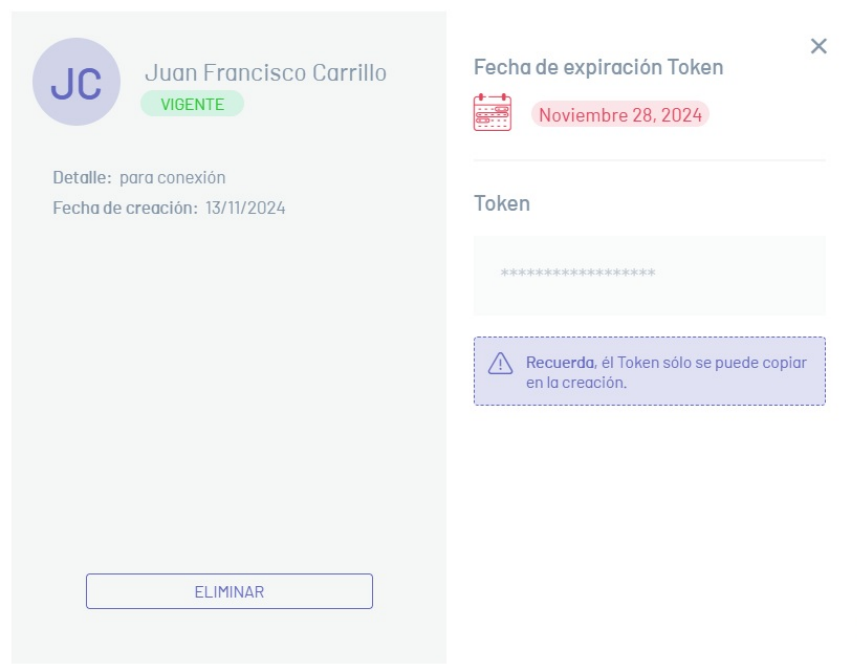 JC
Juan Francisco Carrillo
VIGENTE
Detalle: para conexión
Fecha de creación: 13/11/2024
ELIMINAR
Fecha de expiración Token
Noviembre 28, 2024
Token
******************
Recuerda, él Token sólo se puede copiar
en la creación.